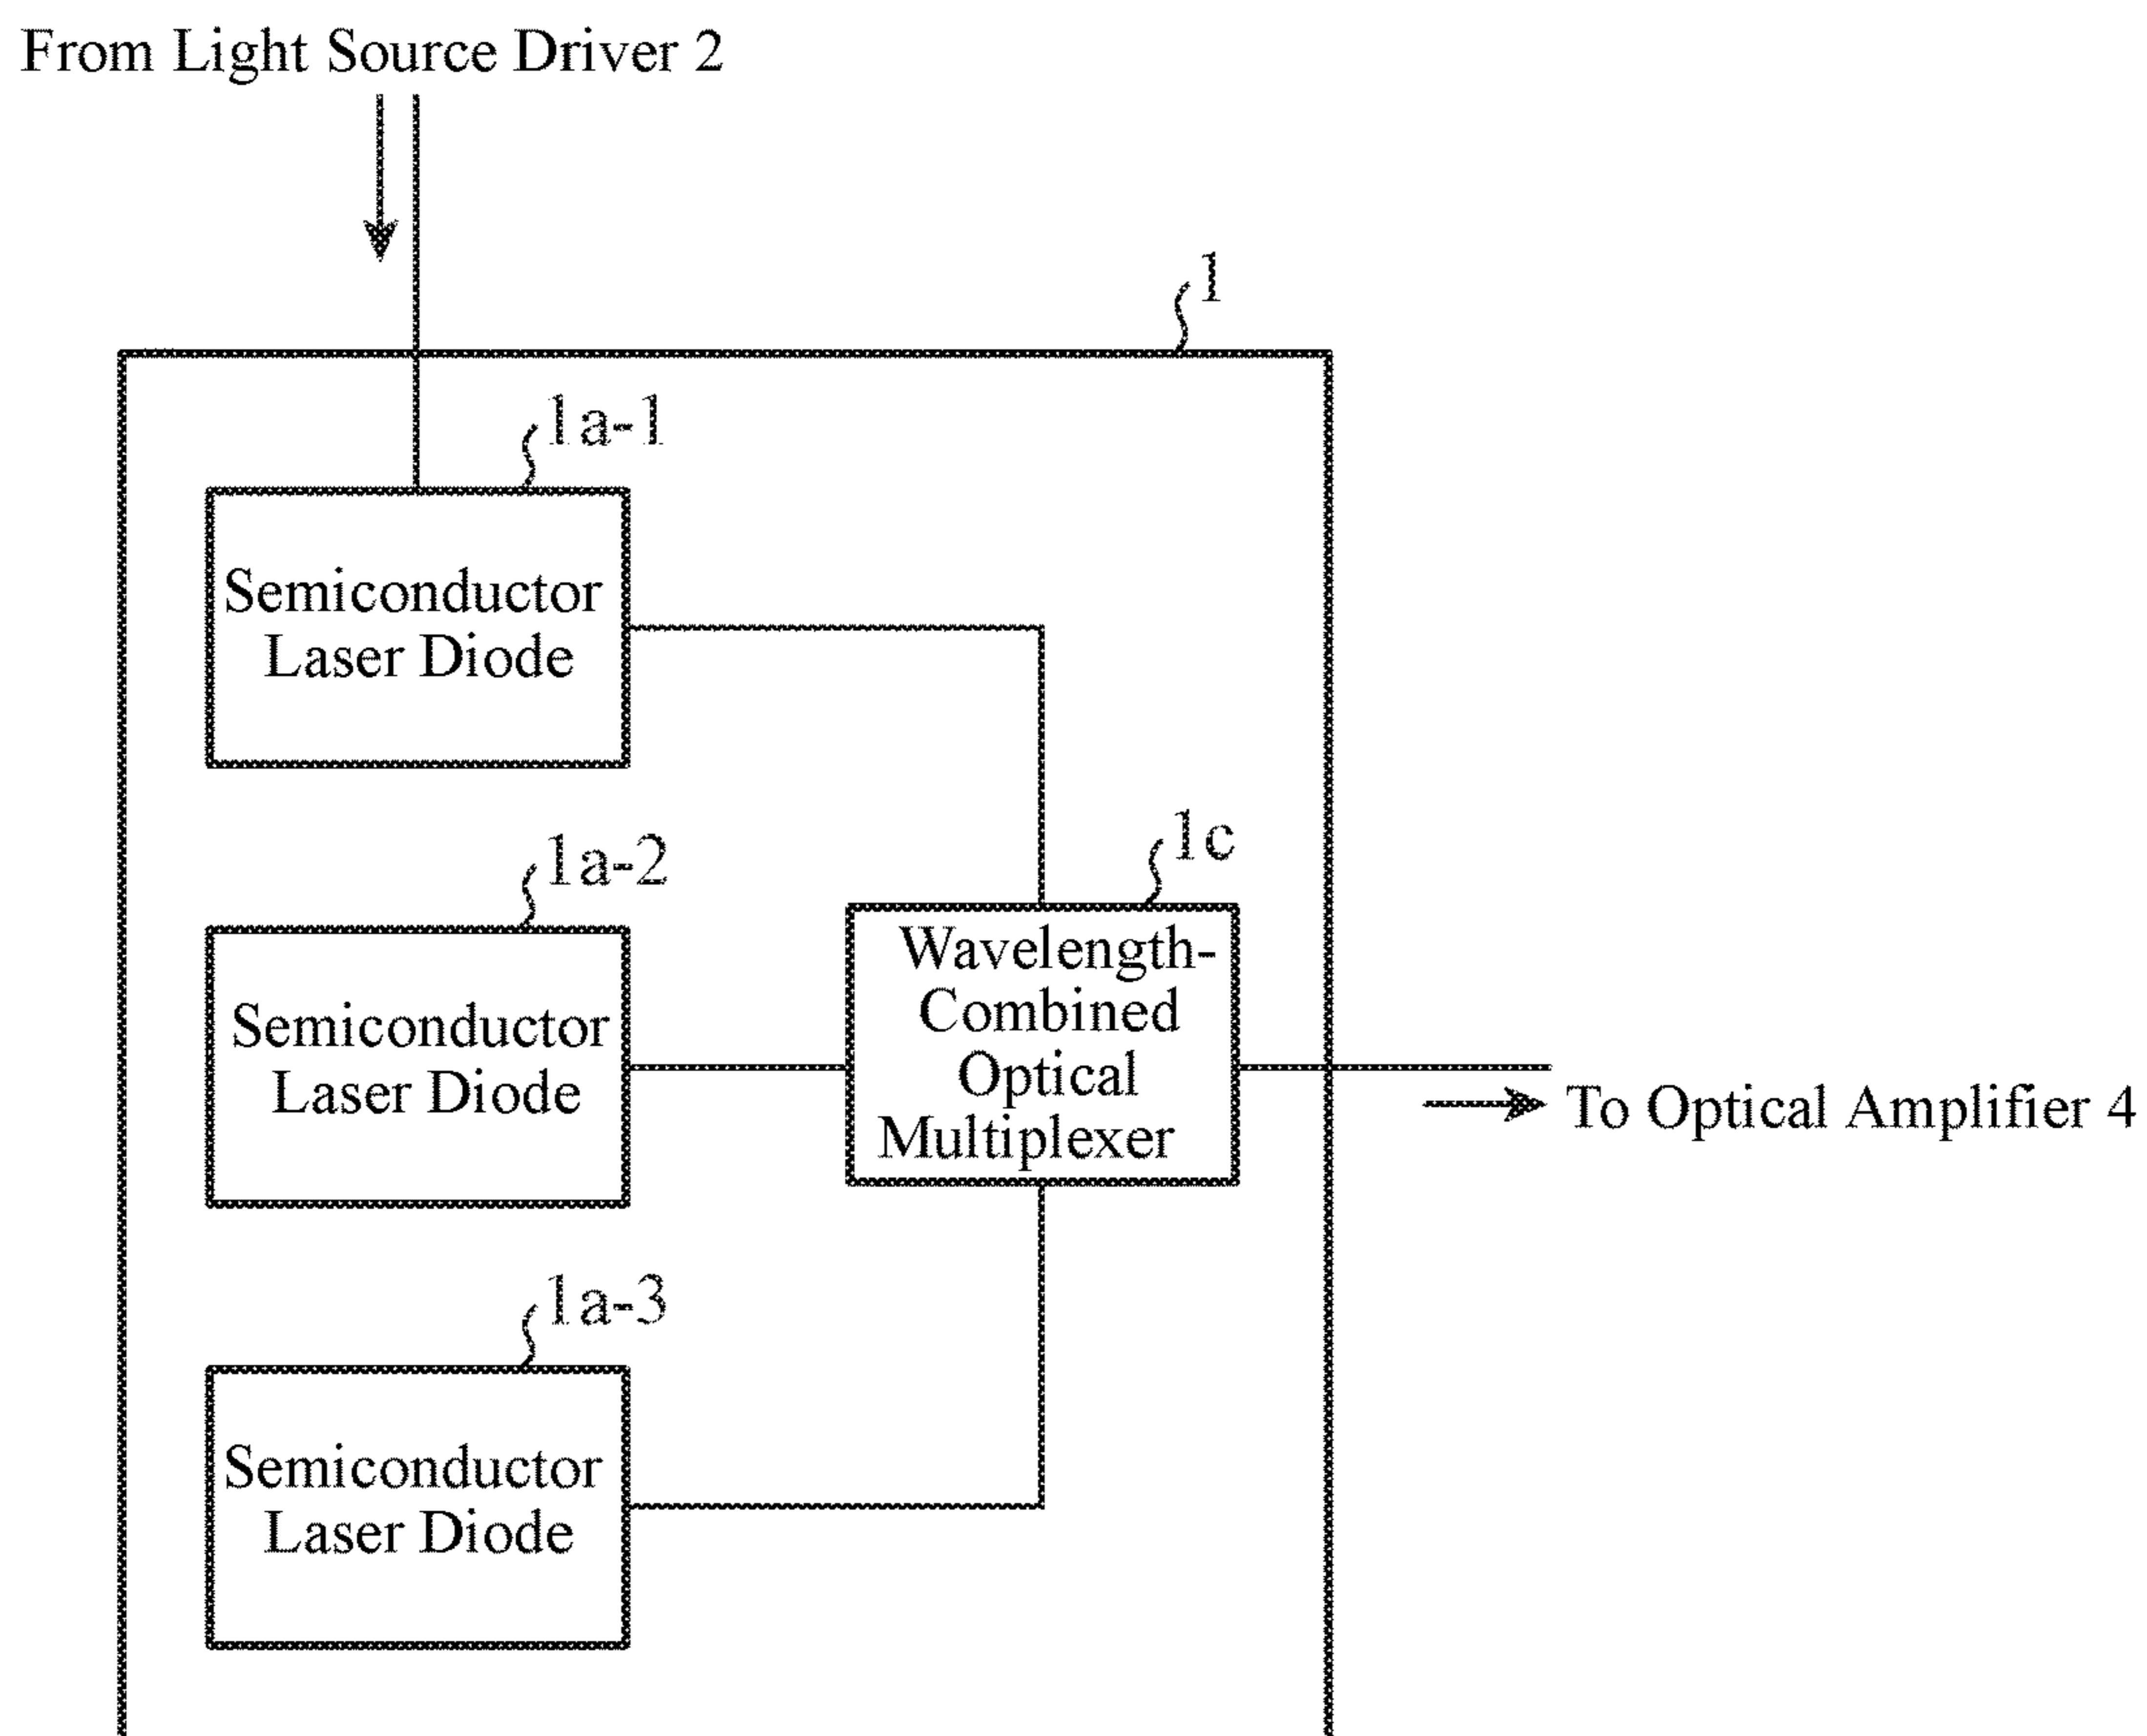 From Light Source Driver 2
1
1a-1
Semiconductor
Laser Diode
1a-2
Semiconductor
Laser Diode
1c
Wavelength-
Combined
Optical
Multiplexer
To Optical Amplifier 4
1a-3
Semiconductor
Laser Diode